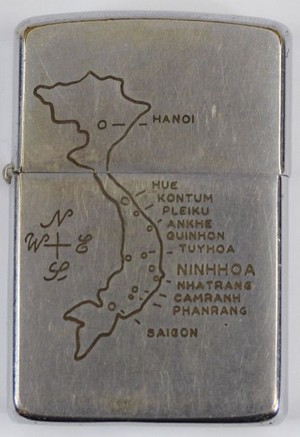 HANOI
HUE
KONTUM
PLEIKU
ANKHE
QUINHON
TUYHOA
NINHHOA
NHATRANG
CAMRANH
PHANRANG
SAIGON
N
W E
S